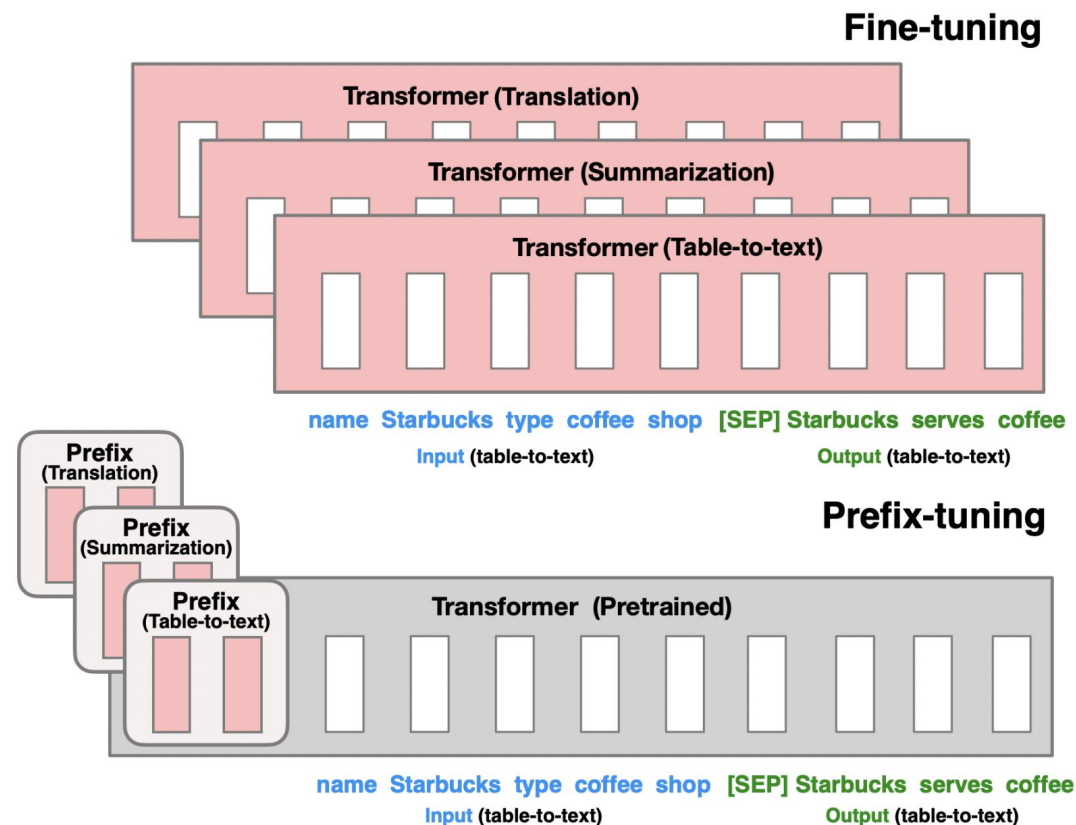 Fine-tuning
Transformer (Translation)
Transformer (Summarization)
Transformer (Table-to-text)
name Starbucks type coffee shop [SEP] Starbucks serves coffee
Input (table-to-text) Output (table-to-text)
Prefix
(Translation)
Prefix-tuning
Prefix
(Summarization)
Prefix
(Table-to-text)
Transformer (Pretrained)
name Starbucks type coffee shop [SEP] Starbucks serves coffee
Input (table-to-text) Output (table-to-text)